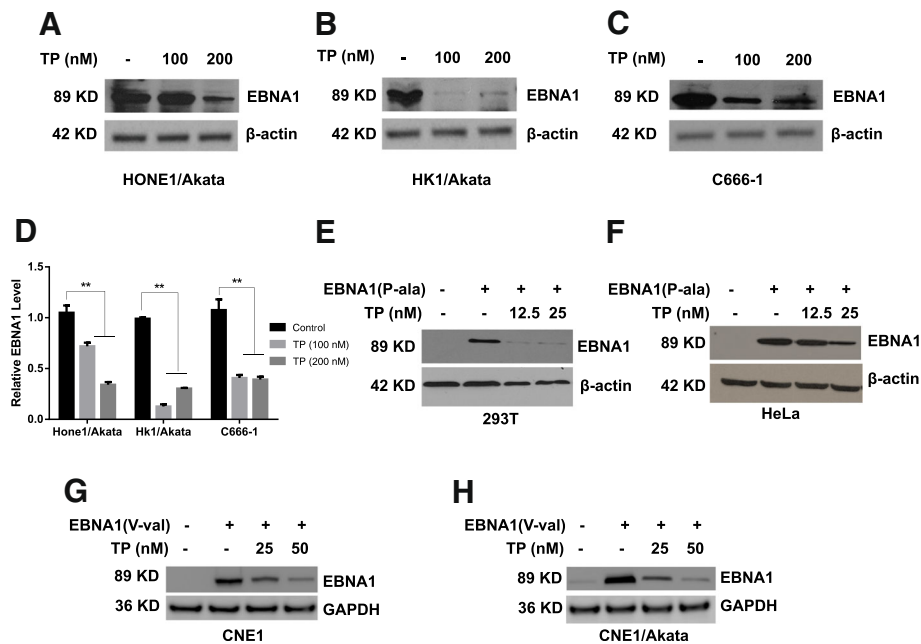 A
TP (nM) - 100 200
89 KD EBNA1
42 KD β-actin
HONE1/Akata
B
TP (nM) - 100 200
89 KD EBNA1
42 KD β-actin
HK1/Akata
C
TP (nM) - 100 200
89 KD EBNA1
42 KD β-actin
C666-1
D
Relative EBNA1 Level
1.5
1.0
0.5
0.0
** ** **
Hone1/Akata Hk1/Akata C666-1
Control
TP (100 nM)
TP (200 nM)
E
EBNA1(P-ala) - + + +
TP (nM) - - 12.5 25
89 KD EBNA1
42 KD β-actin
293T
F
EBNA1(P-ala) - + + +
TP (nM) - - 12.5 25
89 KD EBNA1
42 KD β-actin
HeLa
G
EBNA1(V-val) - + + +
TP (nM) - - 25 50
89 KD EBNA1
36 KD GAPDH
CNE1
H
EBNA1(V-val) - + + +
TP (nM) - - 25 50
89 KD EBNA1
36 KD GAPDH
CNE1/Akata